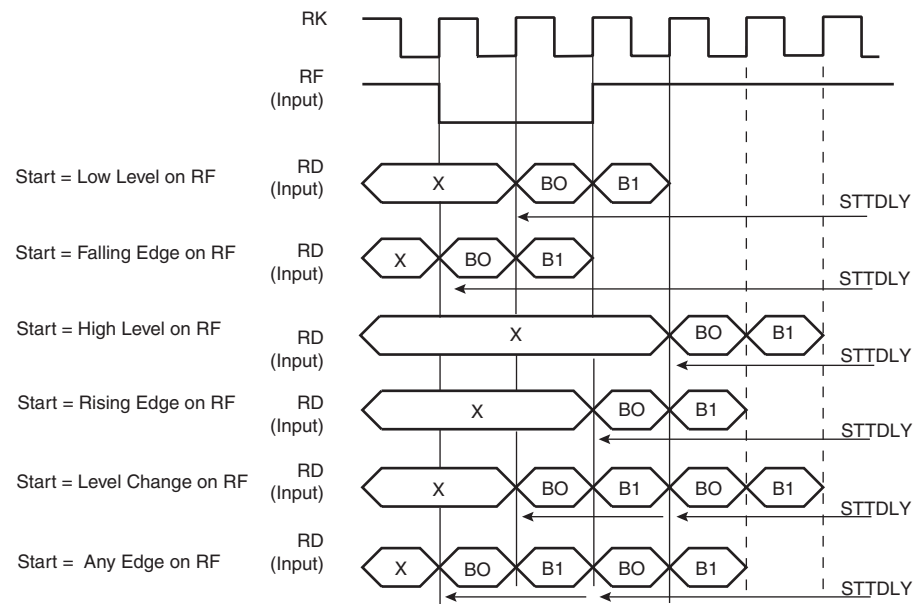 RK
RF
(Input)
Start = Low Level on RF
RD
(Input)
X
BO
B1
STTDLY
Start = Falling Edge on RF
RD
(Input)
X
BO
B1
STTDLY
Start = High Level on RF
RD
(Input)
X
BO
B1
STTDLY
Start = Rising Edge on RF
RD
(Input)
X
BO
B1
STTDLY
Start = Level Change on RF
RD
(Input)
X
BO
B1
BO
B1
STTDLY
Start = Any Edge on RF
RD
(Input)
X
BO
B1
BO
B1
STTDLY